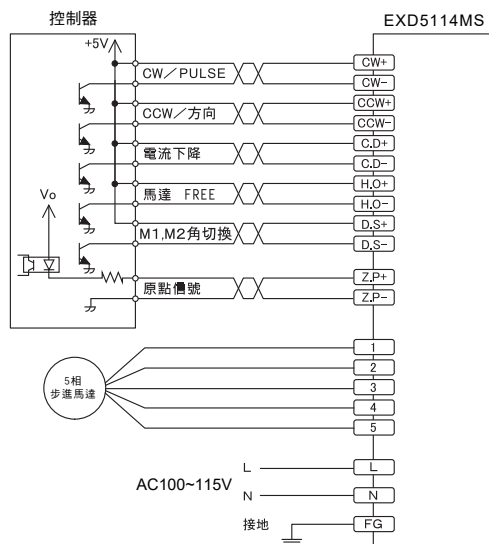 控制器
EXD5114MS
+5V
CW/PULSE
CW+
CW-
CCW/方向
CCW+
CCW-
電流下降
C.D+
C.D-
馬達 FREE
H.O+
H.O-
M1,M2角切換
D.S+
D.S-
Vo
原點信號
Z.P+
Z.P-
5相
步進馬達
1
2
3
4
5
AC100~115V
L
L
N
N
接地
FG